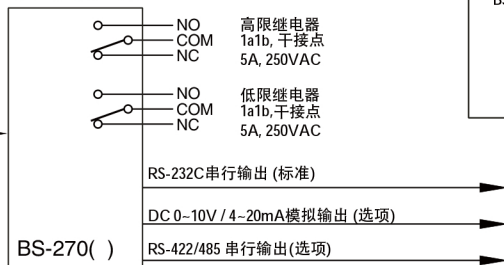 B
NO 高限继电器
COM 1a1b, 干接点
NC 5A, 250VAC
NO 低限继电器
COM 1a1b,干接点
NC 5A, 250VAC
RS-232C串行输出 (标准)
DC 0~10V / 4~20mA模拟输出 (选项)
BS-270( ) RS-422/485 串行输出(选项)